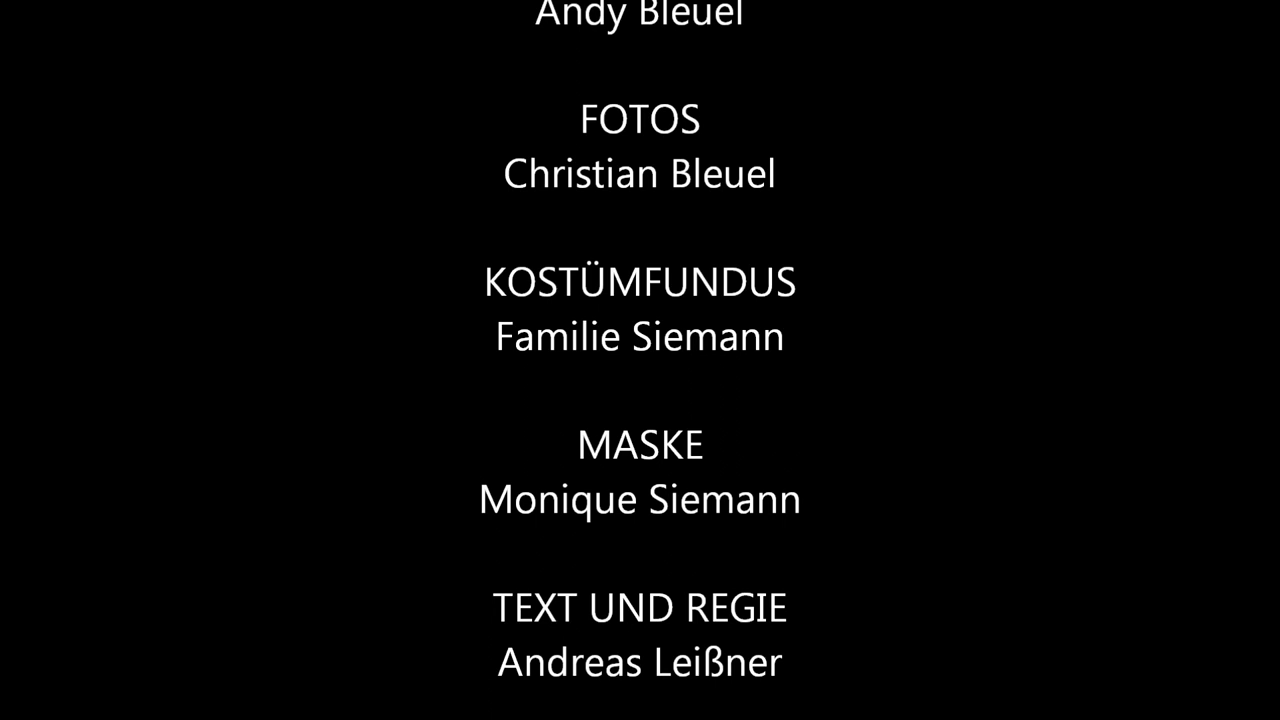 Andy Bleuel
FOTOS
Christian Bleuel
KOSTÜMFUNDUS
Familie Siemann
MASKE
Monique Siemann
TEXT UND REGIE
Andreas Leißner